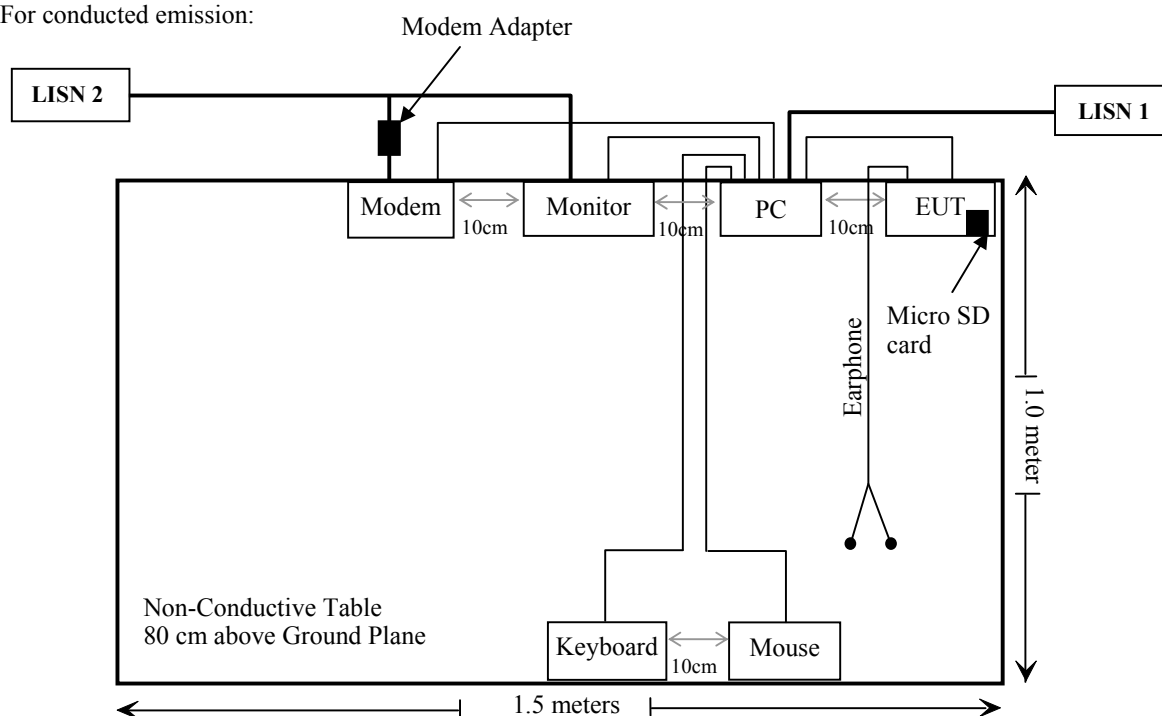 For conducted emission:
Modem Adapter
LISN 2
LISN 1
Modem
Monitor
PC
EUT
10cm
10cm
10cm
Micro SD
card
Earphone
1.0 meter
Non-Conductive Table
80 cm above Ground Plane
Keyboard
Mouse
10cm
1.5 meters